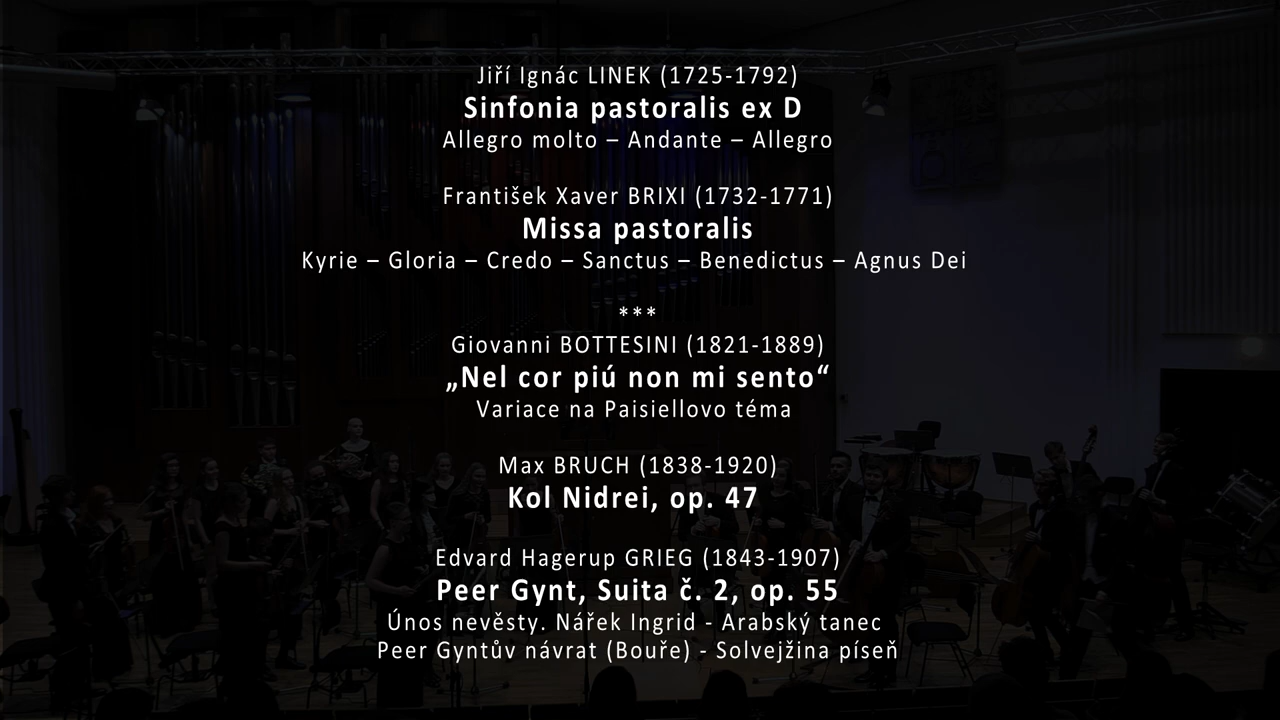 Jiří Ignác LINEK (1725-1792)
Sinfonia pastoralis ex D
Allegro molto – Andante – Allegro
František Xaver BRIXI (1732-1771)
Missa pastoralis
Kyrie – Gloria – Credo – Sanctus – Benedictus – Agnus Dei
***
Giovanni BOTTESINI (1821-1889)
„Nel cor piú non mi sento“
Variace na Paisiellovo téma
Max BRUCH (1838-1920)
Kol Nidrei, op. 47
Edvard Hagerup GRIEG (1843-1907)
Peer Gynt, Suita č. 2, op. 55
Únos nevěsty. Nářek Ingrid - Arabský tanec
Peer Gyntův návrat (Bouře) - Solvejžina píseň